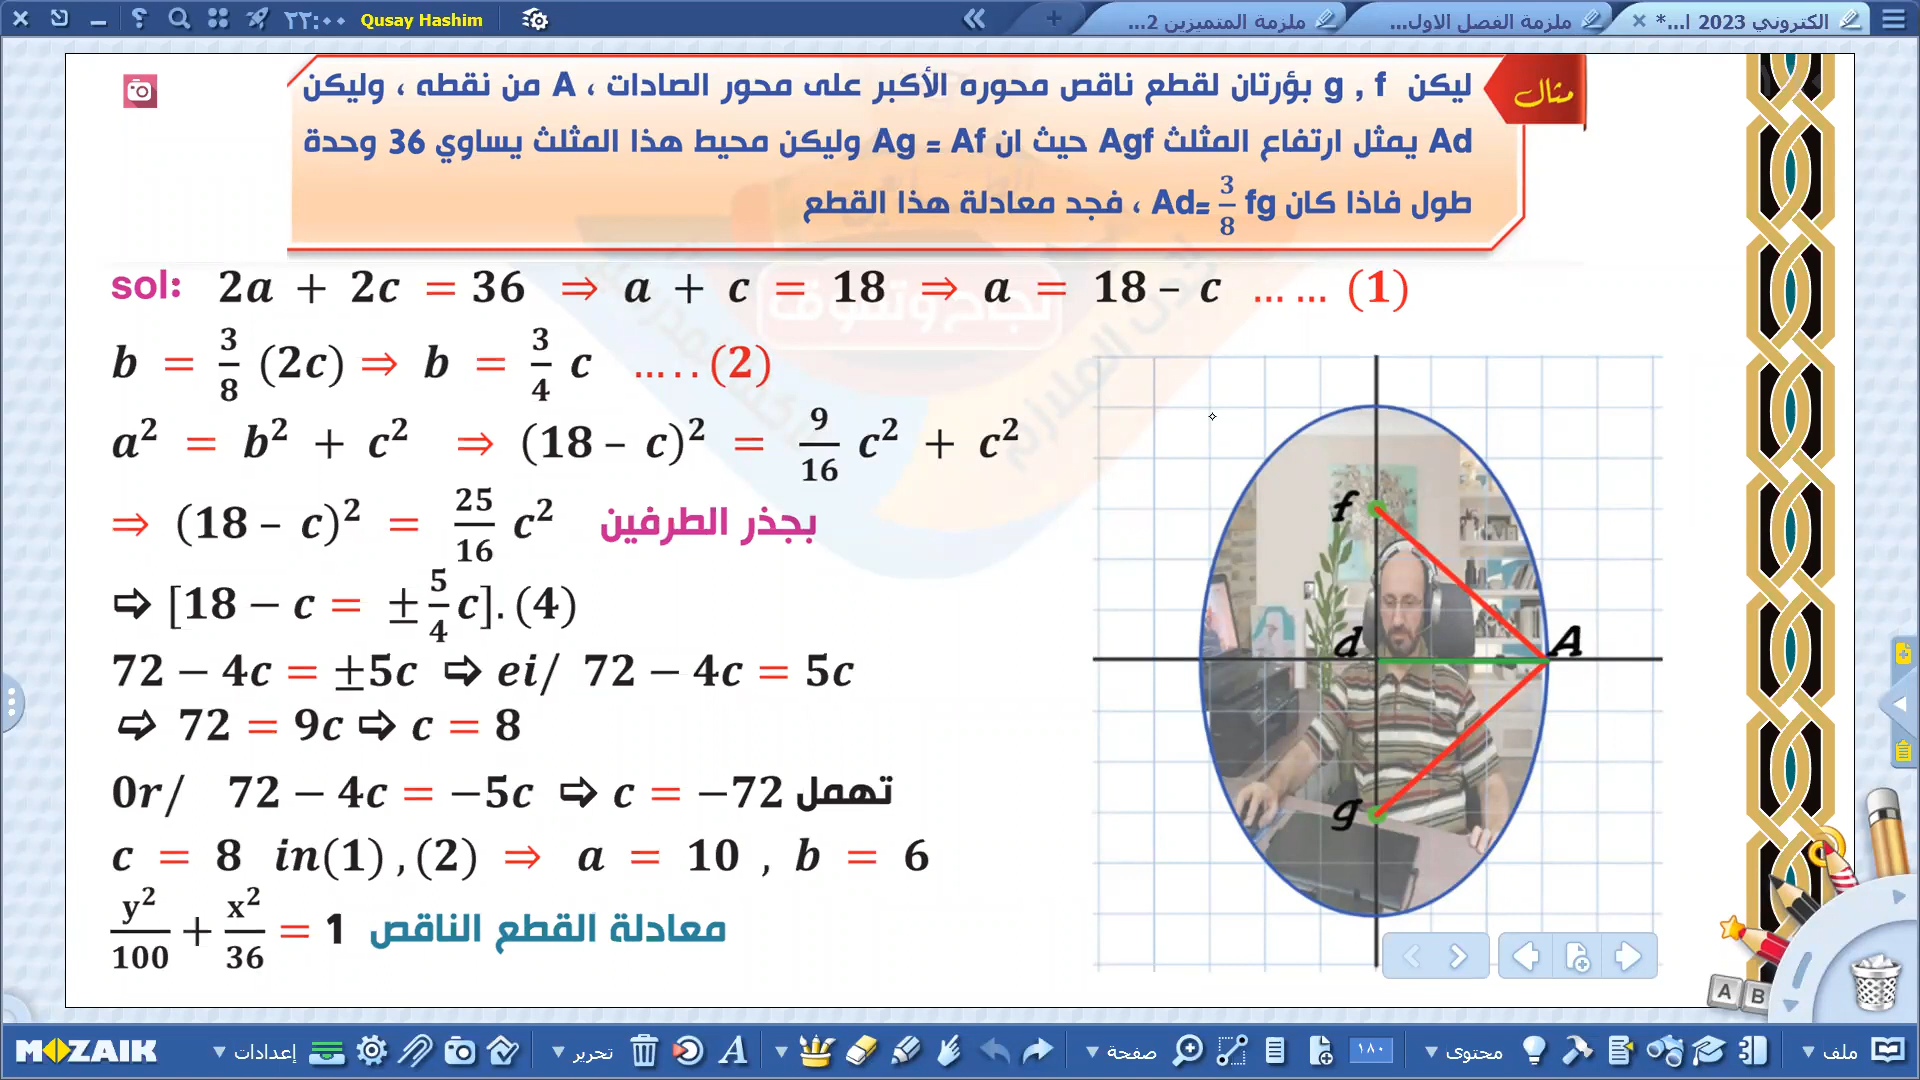 Qusay Hashim
٢٢:٠٠
ملزمة المتميزين 2...
ملزمة الفصل الاول...
الكتروني 2023 ا...*
مثال
ليكن g , f بؤرتان لقطع ناقص محوره الأكبر على محور الصادات ، A من نقطه ، وليكن
Ad يمثل ارتفاع المثلث Agf حيث ان Ag = Af وليكن محيط هذا المثلث يساوي 36 وحدة
طول فاذا كان Ad= 3/8 fg ، فجد معادلة هذا القطع
sol: 2a + 2c = 36 ⇒ a + c = 18 ⇒ a = 18 – c ... ... (1)
b = 3/8 (2c) ⇒ b = 3/4 c ... . . (2)
a² = b² + c² ⇒ (18 – c)² = 9/16 c² + c²
⇒ (18 – c)² = 25/16 c² بجذر الطرفين
⇨ [18 − c = ± 5/4 c]. (4)
72 − 4c = ±5c ⇨ ei/ 72 − 4c = 5c
⇨ 72 = 9c ⇨ c = 8
0r/ 72 − 4c = −5c ⇨ c = −72 تهمل
c = 8 in(1) , (2) ⇒ a = 10 , b = 6
y²/100 + x²/36 = 1 معادلة القطع الناقص
f
d
A
g
نجاح وتفوقه
A B
MOZAIK
إعدادات
تحرير
صفحة
١٨٠
محتوى
ملف